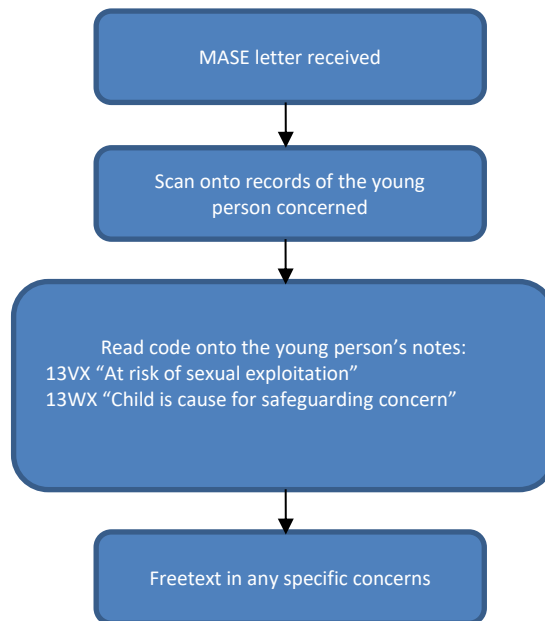 MASE letter received
Scan onto records of the young
person concerned
Read code onto the young person’s notes:
13VX “At risk of sexual exploitation”
13WX “Child is cause for safeguarding concern”
Freetext in any specific concerns